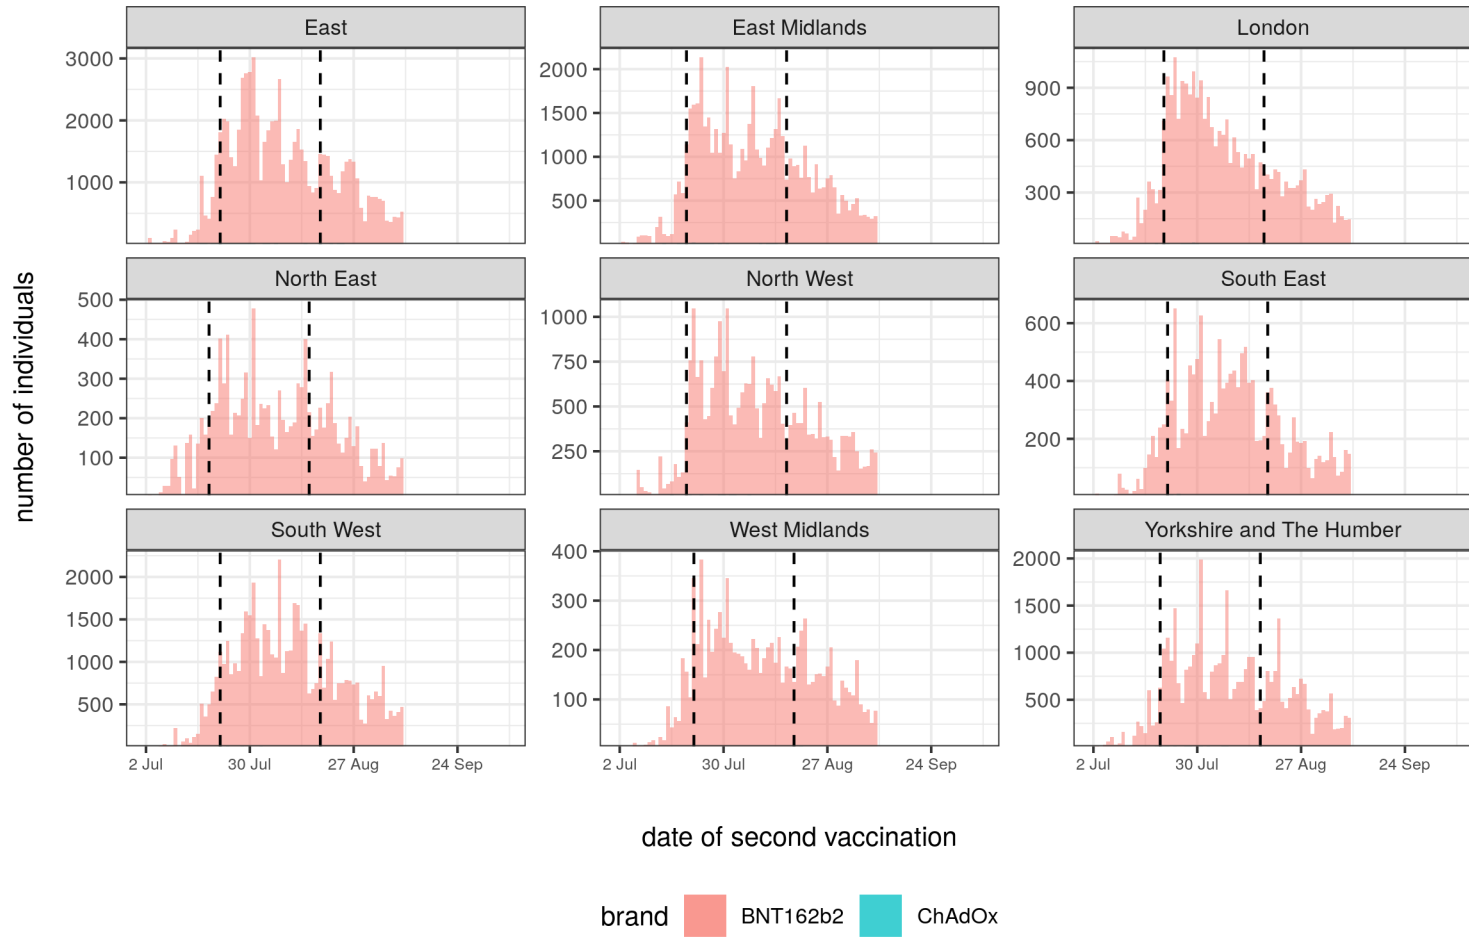 East
East Midlands
London
3000
2000
1000
2000
1500
1000
500
900
600
300
North East
North West
South East
500
400
300
200
100
1000
750
500
250
600
400
200
South West
West Midlands
Yorkshire and The Humber
2000
1500
1000
500
400
300
200
100
2000
1500
1000
500
2 Jul 30 Jul 27 Aug 24 Sep
2 Jul 30 Jul 27 Aug 24 Sep
2 Jul 30 Jul 27 Aug 24 Sep
number of individuals
date of second vaccination
brand BNT162b2 ChAdOx